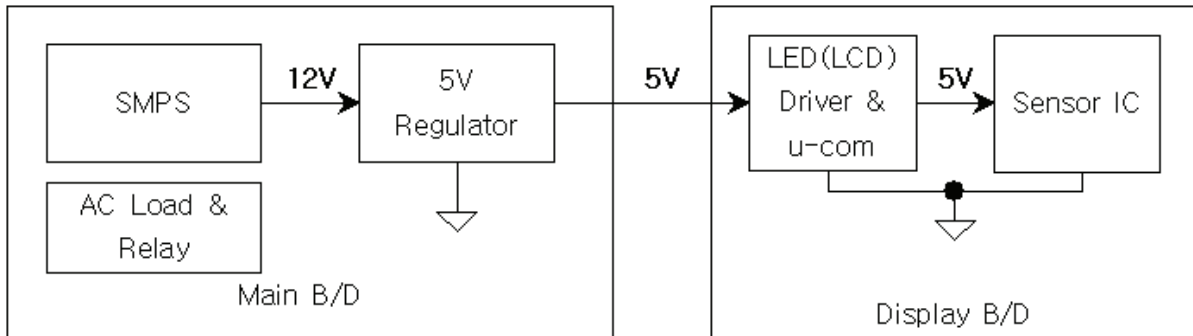 SMPS
12V
5V
Regulator
5V
LED(LCD)
Driver &
u-com
5V
Sensor IC
AC Load &
Relay
Main B/D
Display B/D